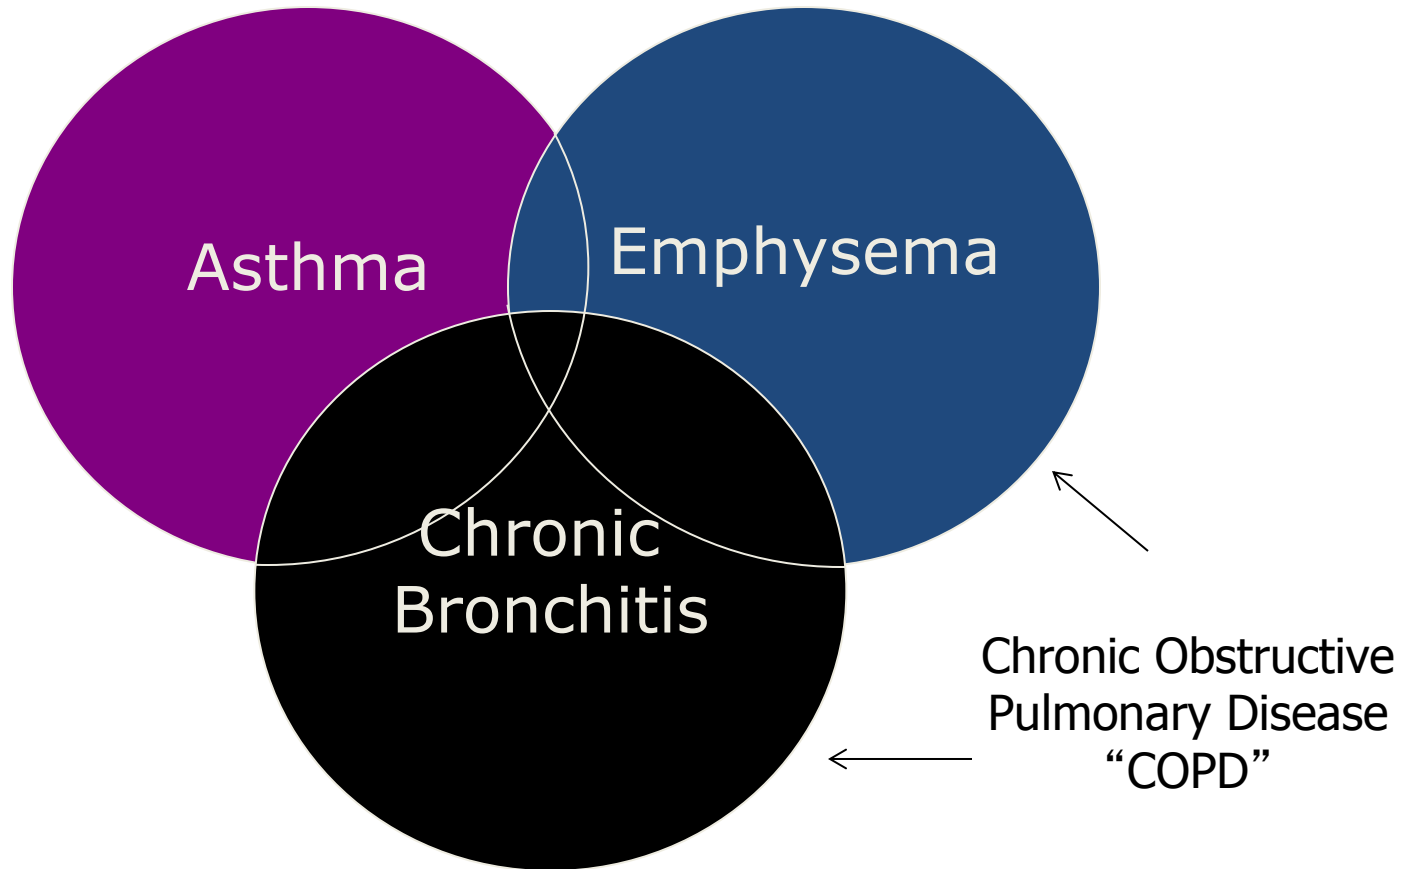 Asthma
Emphysema
Chronic
Bronchitis
Chronic Obstructive
Pulmonary Disease
“COPD”